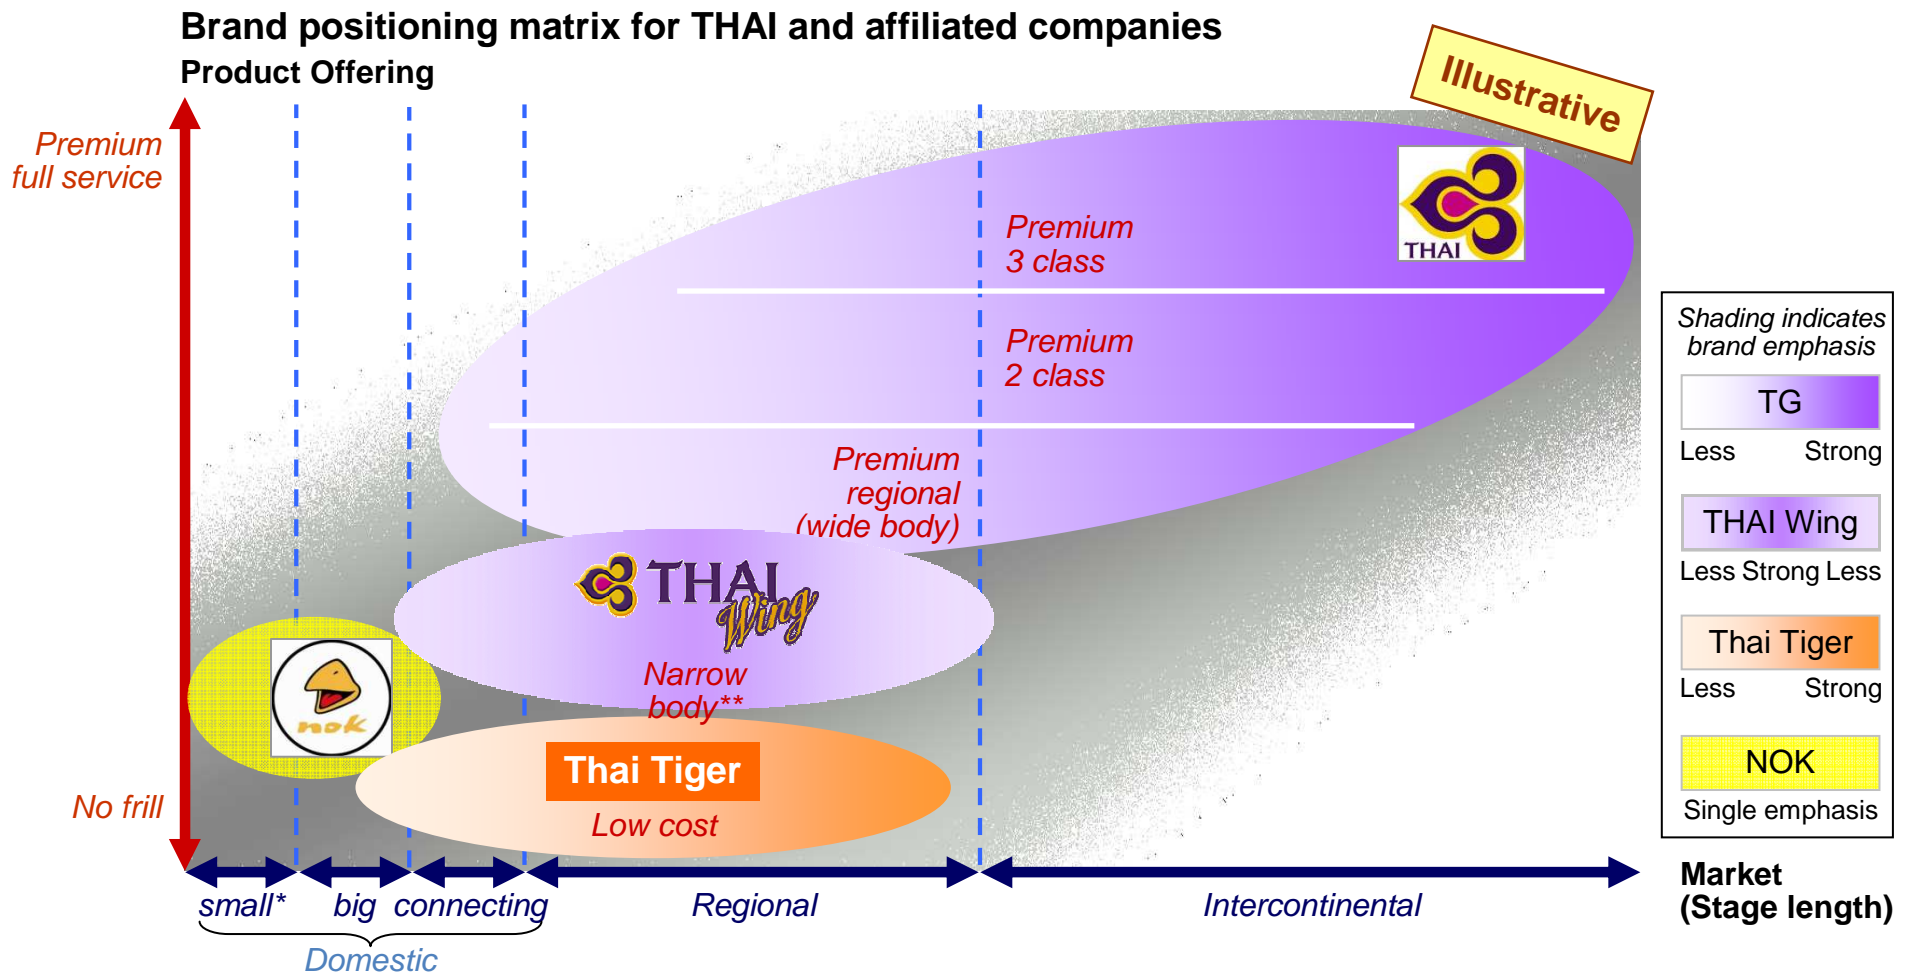 Brand positioning matrix for THAI and affiliated companies
Product Offering
Illustrative
Premium
full service
THAI
Premium
3 class
Premium
2 class
Premium
regional
(wide body)
THAI
Wing
Narrow
body**
nok
Thai Tiger
Low cost
No frill
small*
big
connecting
Regional
Intercontinental
Domestic
Market
(Stage length)
Shading indicates
brand emphasis
TG
Less Strong
THAI Wing
Less Strong Less
Thai Tiger
Less Strong
NOK
Single emphasis